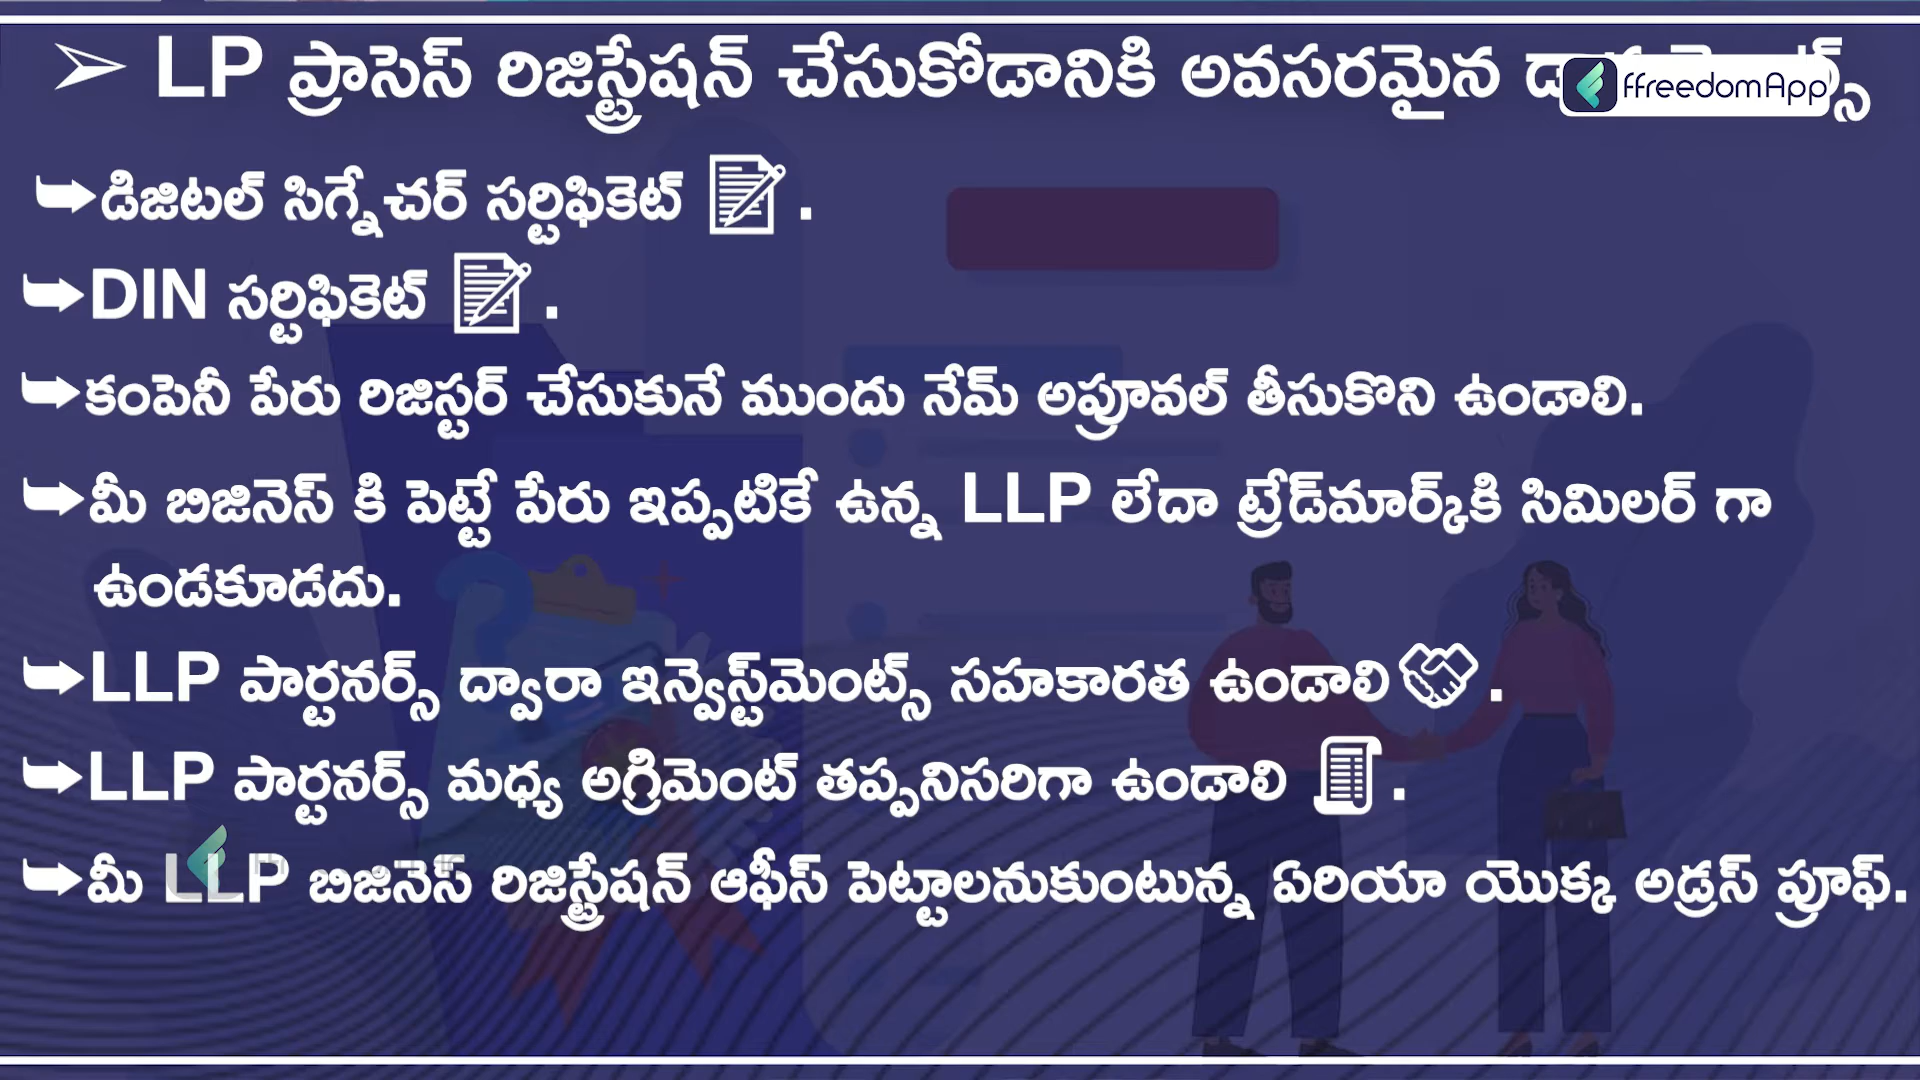 ➢ LP ప్రాసెస్ రిజిస్ట్రేషన్ చేసుకోడానికి అవసరమైన
ffreedomApp
➥డిజిటల్ సిగ్నేచర్ సర్టిఫికెట్ 📝.
➥DIN సర్టిఫికెట్ 📝.
➥కంపెనీ పేరు రిజిస్టర్ చేసుకునే ముందు నేమ్ అప్రూవల్ తీసుకొని ఉండాలి.
➥మీ బిజినెస్ కి పెట్టే పేరు ఇప్పటికే ఉన్న LLP లేదా ట్రేడ్‌మార్క్‌కి సిమిలర్ గా
ఉండకూడదు.
➥LLP పార్టనర్స్ ద్వారా ఇన్వెస్ట్‌మెంట్స్ సహకారత ఉండాలి🤝.
➥LLP పార్టనర్స్ మధ్య అగ్రిమెంట్ తప్పనిసరిగా ఉండాలి 📜.
➥మీ LLP బిజినెస్ రిజిస్ట్రేషన్ ఆఫీస్ పెట్టాలనుకుంటున్న ఏరియా యొక్క అడ్రస్ ప్రూఫ్.